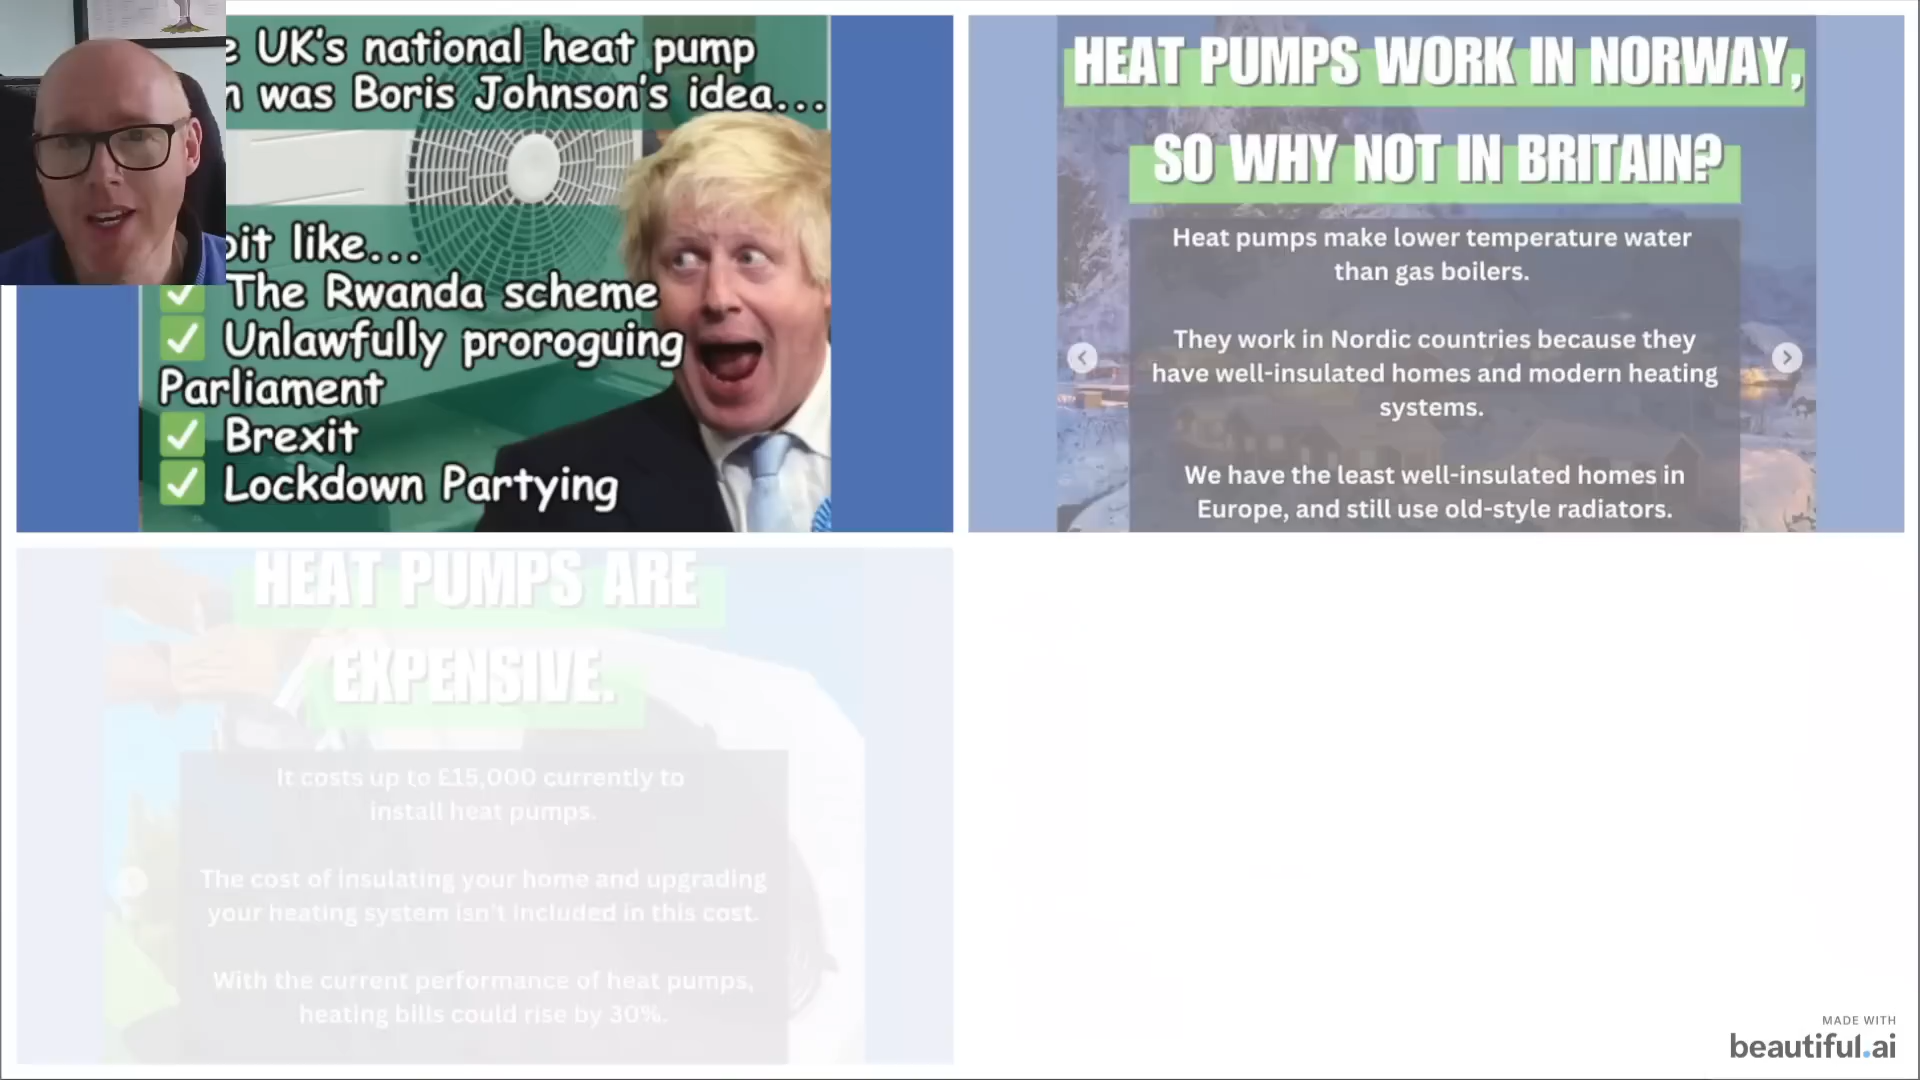 UK's national heat pump
was Boris Johnson's idea...
bit like...
✅ The Rwanda scheme
✅ Unlawfully proroguing
Parliament
✅ Brexit
✅ Lockdown Partying
HEAT PUMPS WORK IN NORWAY,
SO WHY NOT IN BRITAIN?
Heat pumps make lower temperature water
than gas boilers.
They work in Nordic countries because they
have well-insulated homes and modern heating
systems.
We have the least well-insulated homes in
Europe, and still use old-style radiators.
HEAT PUMPS ARE
EXPENSIVE.
It costs up to £15,000 currently to
install heat pumps.
The cost of insulating your home and upgrading
your heating system isn't included in this cost.
With the current performance of heat pumps,
heating bills could rise by 30%.
MADE WITH
beautiful.ai